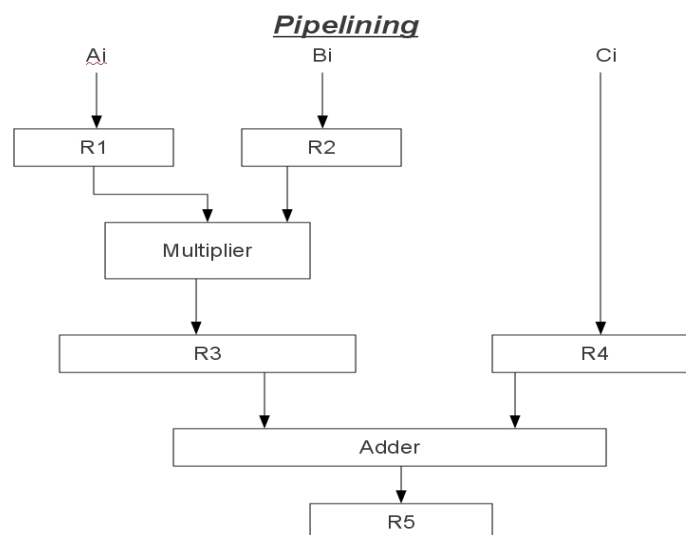 Pipelining
Ai Bi Ci
R1 R2
Multiplier
R3 R4
Adder
R5